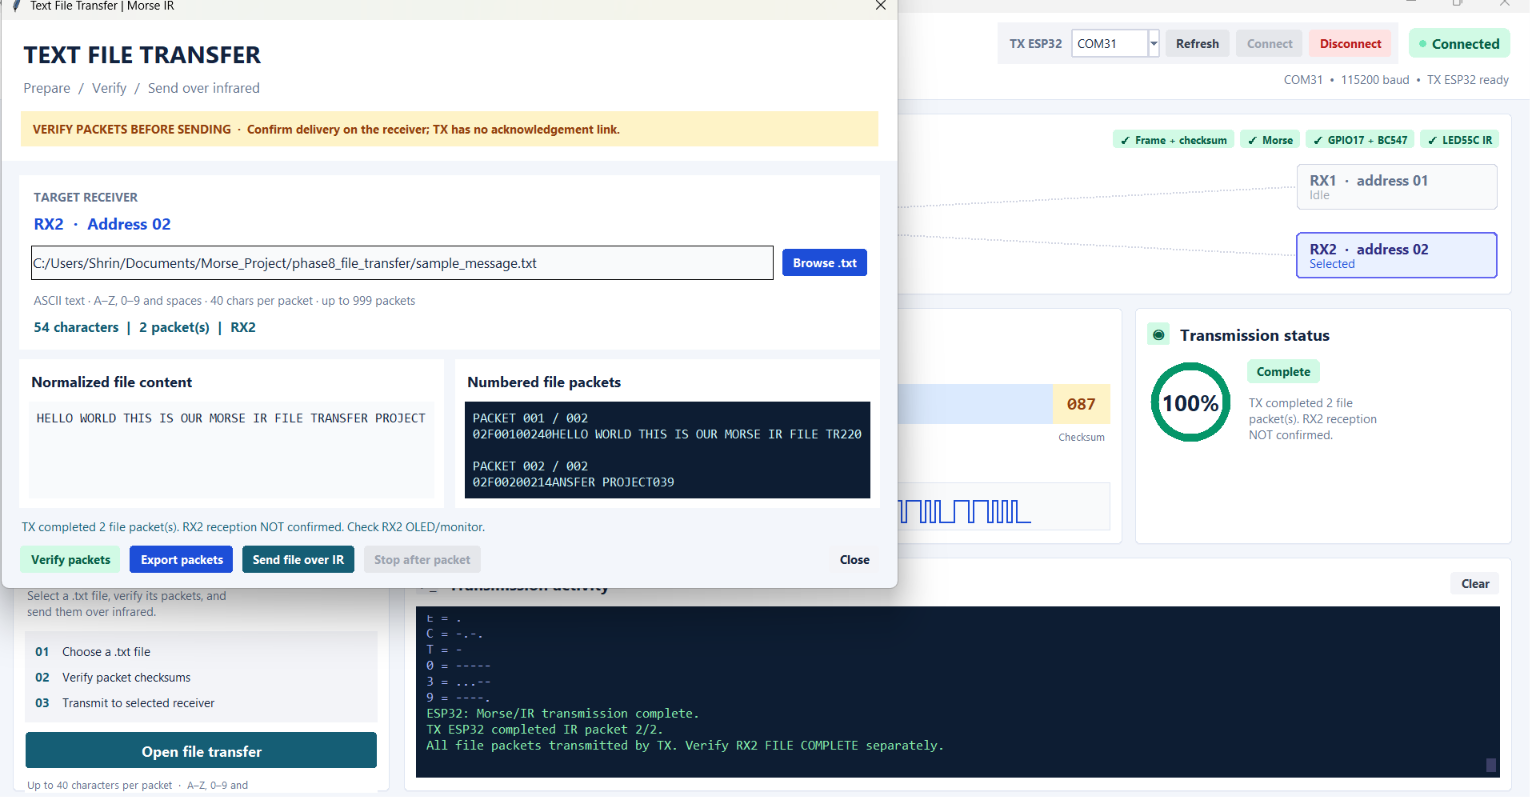 Text File Transfer | Morse IR
TEXT FILE TRANSFER
Prepare / Verify / Send over infrared
VERIFY PACKETS BEFORE SENDING · Confirm delivery on the receiver; TX has no acknowledgement link.
TARGET RECEIVER
RX2 · Address 02
C:/Users/Shrin/Documents/Morse_Project/phase8_file_transfer/sample_message.txt
Browse .txt
ASCII text · A–Z, 0–9 and spaces · 40 chars per packet · up to 999 packets
54 characters | 2 packet(s) | RX2
Normalized file content
HELLO WORLD THIS IS OUR MORSE IR FILE TRANSFER PROJECT
Numbered file packets
PACKET 001 / 002
02F00100240HELLO WORLD THIS IS OUR MORSE IR FILE TR220
PACKET 002 / 002
02F00200214ANSFER PROJECT039
TX completed 2 file packet(s). RX2 reception NOT confirmed. Check RX2 OLED/monitor.
Verify packets
Export packets
Send file over IR
Stop after packet
Close
TX ESP32
COM31
Refresh
Connect
Disconnect
Connected
COM31 • 115200 baud • TX ESP32 ready
✓ Frame + checksum
✓ Morse
✓ GPIO17 + BC547
✓ LED55C IR
RX1 · address 01
Idle
RX2 · address 02
Selected
087
Checksum
Transmission status
100%
Complete
TX completed 2 file
packet(s). RX2 reception
NOT confirmed.
Select a .txt file, verify its packets, and
send them over infrared.
01 Choose a .txt file
02 Verify packet checksums
03 Transmit to selected receiver
Open file transfer
Up to 40 characters per packet · A–Z, 0–9 and
Transmission activity
Clear
E = .
C = -.-.
T = -
0 = -----
3 = ...--
9 = ----.
ESP32: Morse/IR transmission complete.
TX ESP32 completed IR packet 2/2.
All file packets transmitted by TX. Verify RX2 FILE COMPLETE separately.